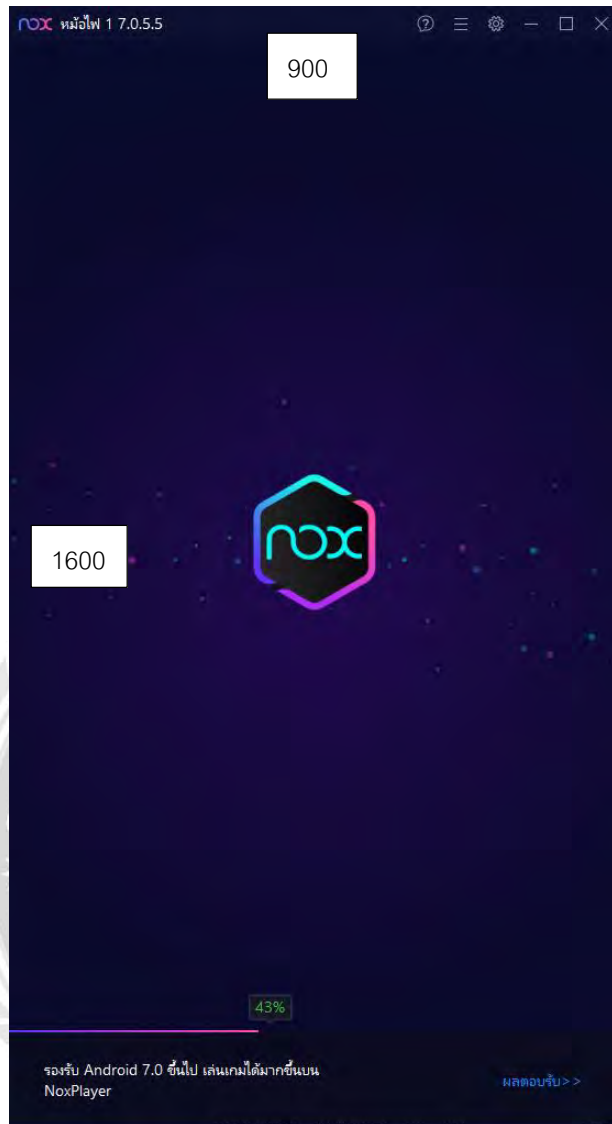 nox หม้อไฟ 1 7.0.5.5
900
nox
1600
43%
รองรับ Android 7.0 ขึ้นไป เล่นเกมได้มากขึ้นบน
NoxPlayer
ผลตอบรับ>>